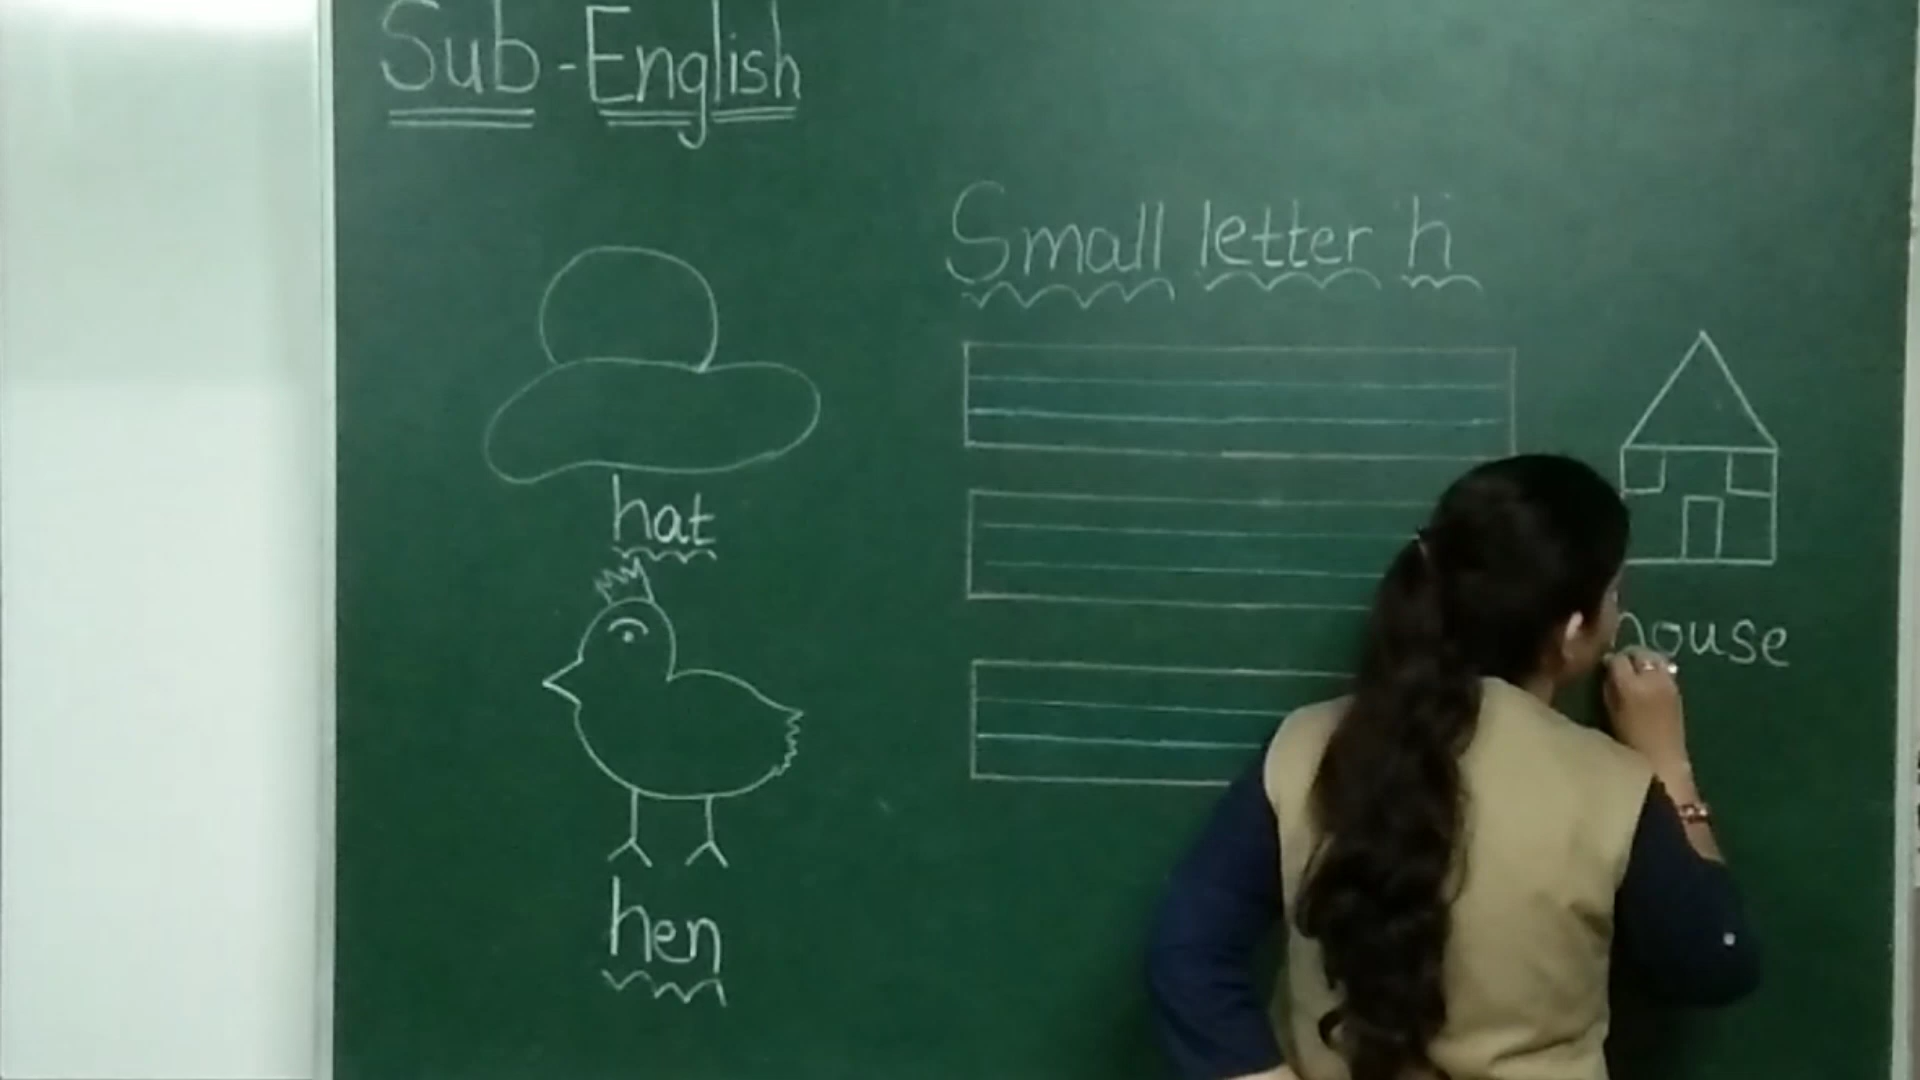 Sub - English
Small letter h
hat
house
hen